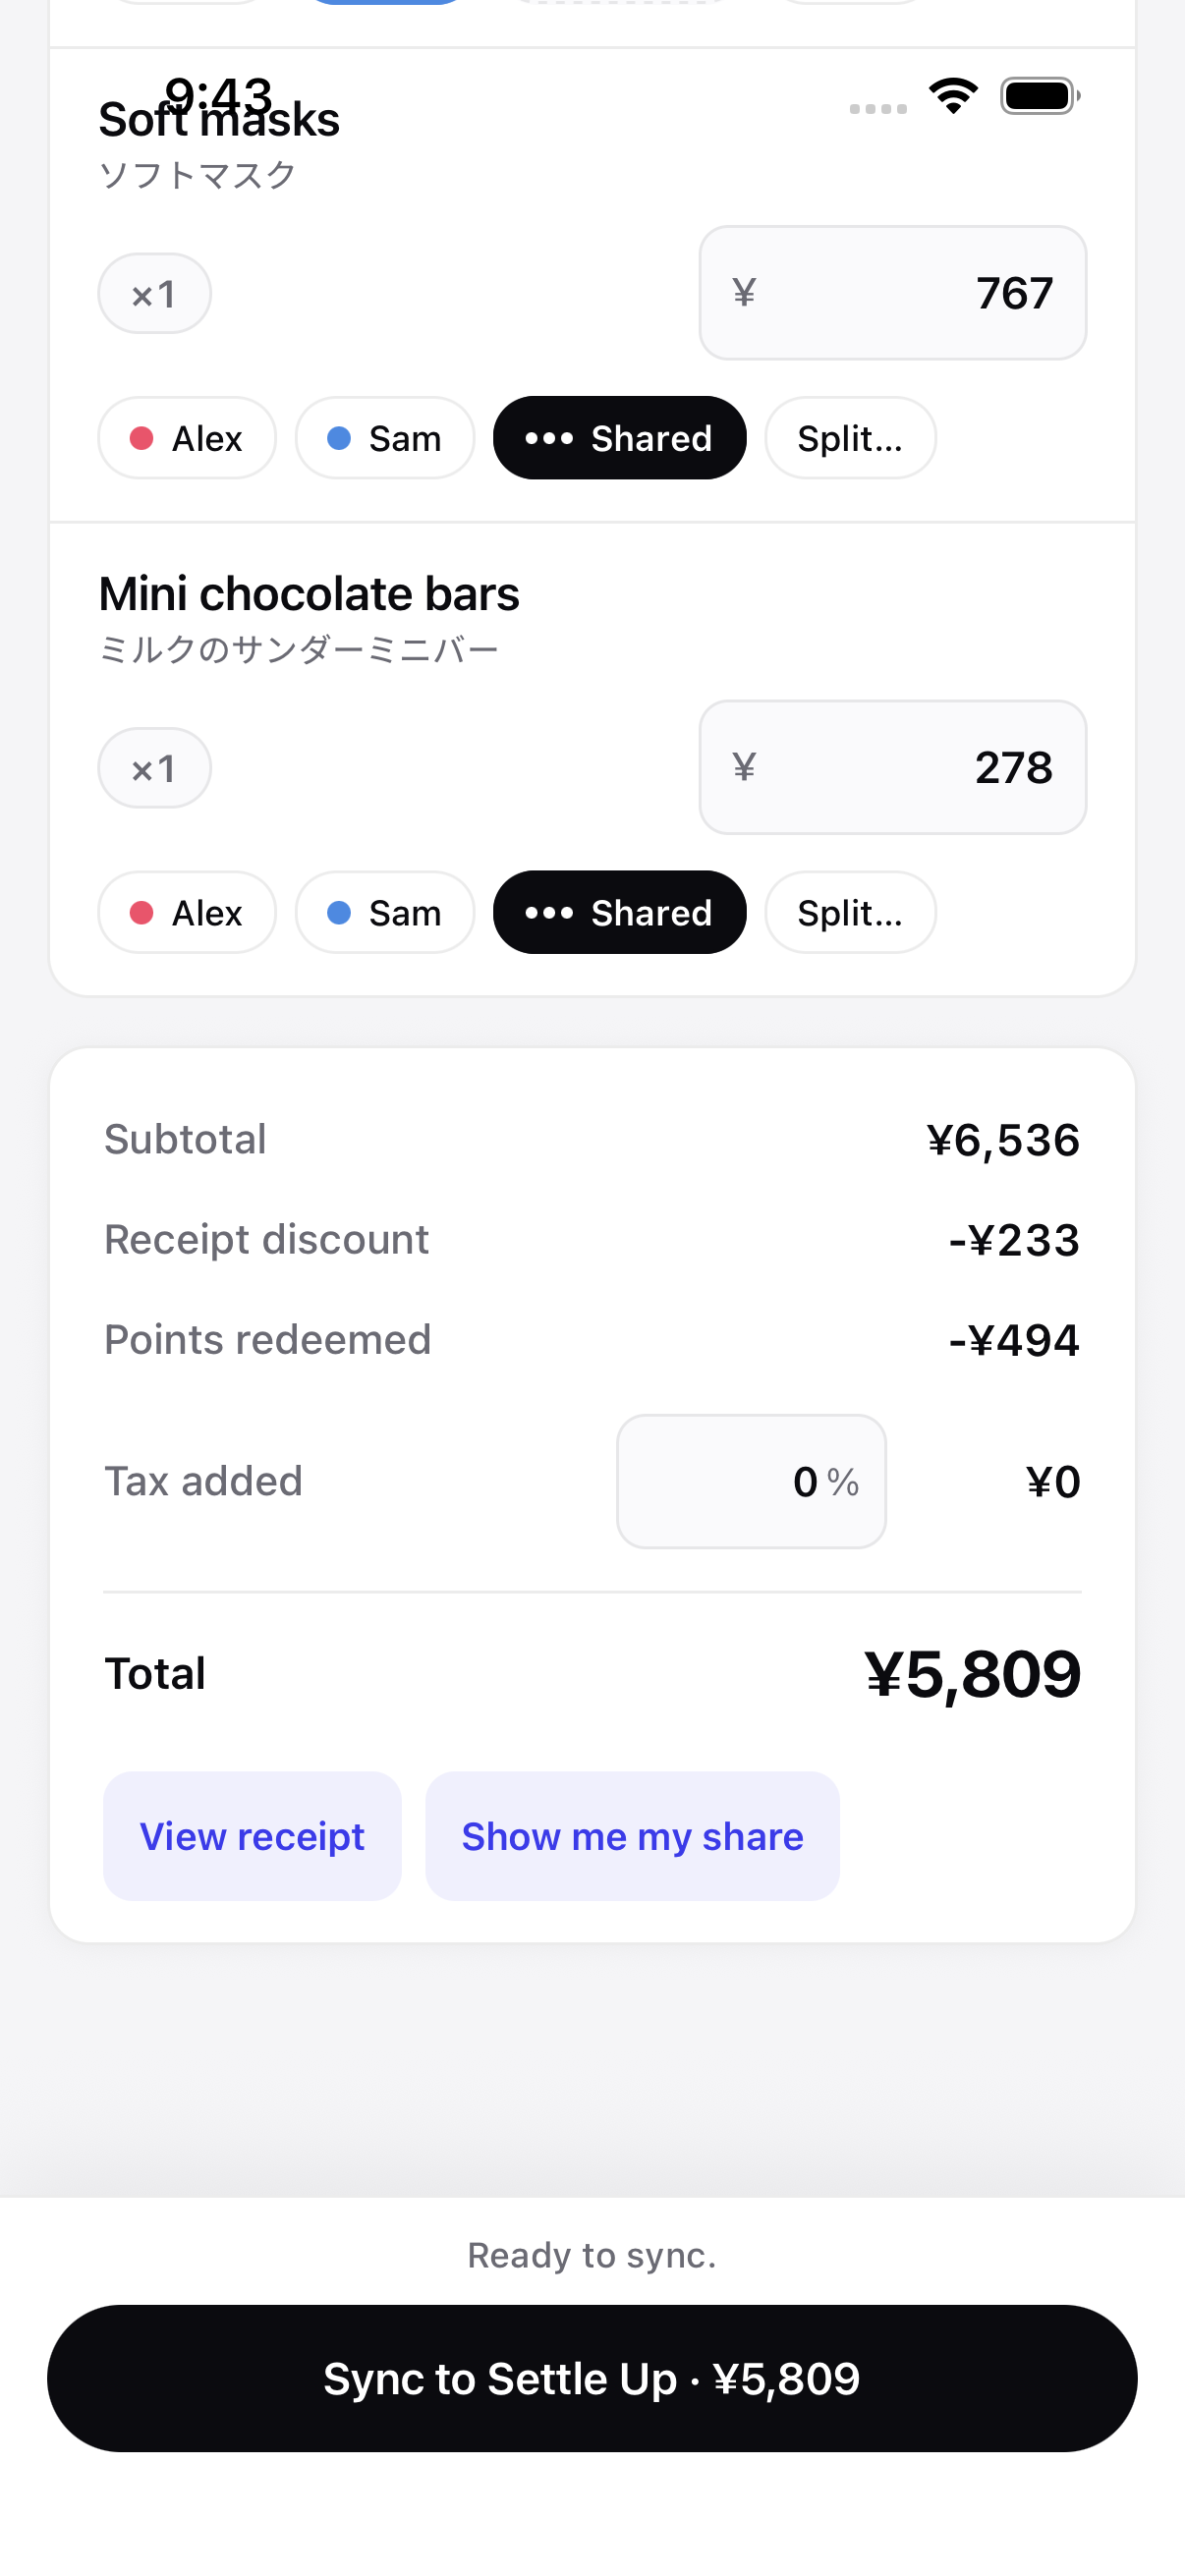 9:43
Soft masks
ソフトマスク
×1
¥ 767
Alex Sam Shared Split...
Mini chocolate bars
ミルクのサンダーミニバー
×1
¥ 278
Alex Sam Shared Split...
Subtotal ¥6,536
Receipt discount -¥233
Points redeemed -¥494
Tax added 0 % ¥0
Total ¥5,809
View receipt Show me my share
Ready to sync.
Sync to Settle Up · ¥5,809